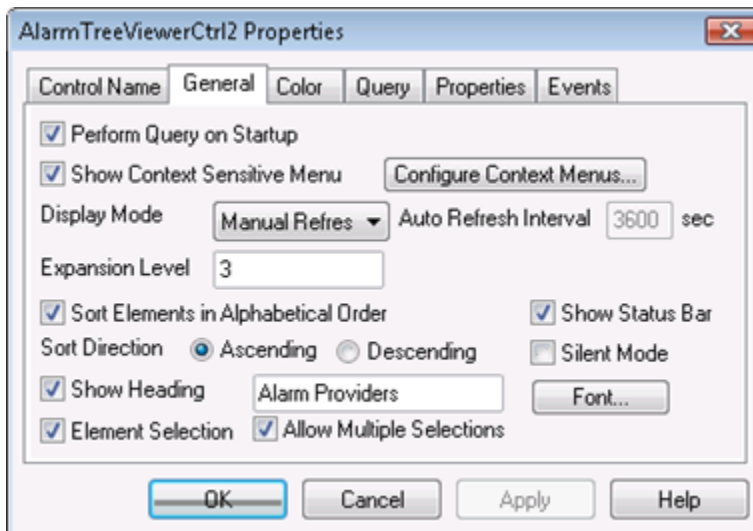 AlarmTreeViewerCtrl2 Properties
Control Name General Color Query Properties Events
Perform Query on Startup
Show Context Sensitive Menu Configure Context Menus...
Display Mode Manual Refres Auto Refresh Interval 3600 sec
Expansion Level 3
Sort Elements in Alphabetical Order Show Status Bar
Sort Direction Ascending Descending Silent Mode
Show Heading Alarm Providers Font...
Element Selection Allow Multiple Selections
OK Cancel Apply Help